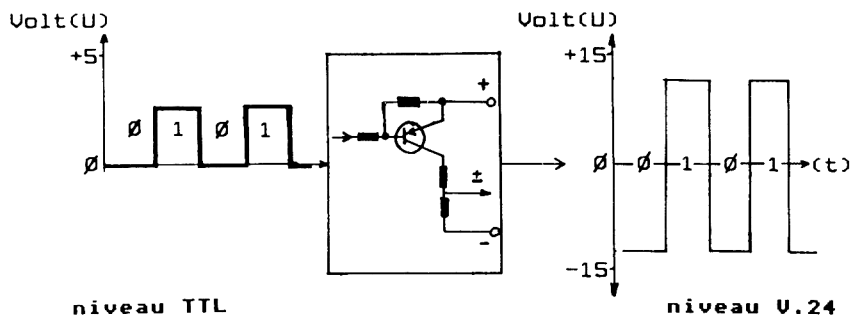 Volt(U)
+5
Ø 1 Ø 1
Ø
niveau TTL
+
±
-
Volt(U)
+15
Ø Ø 1 Ø 1 (t)
-15
niveau V.24